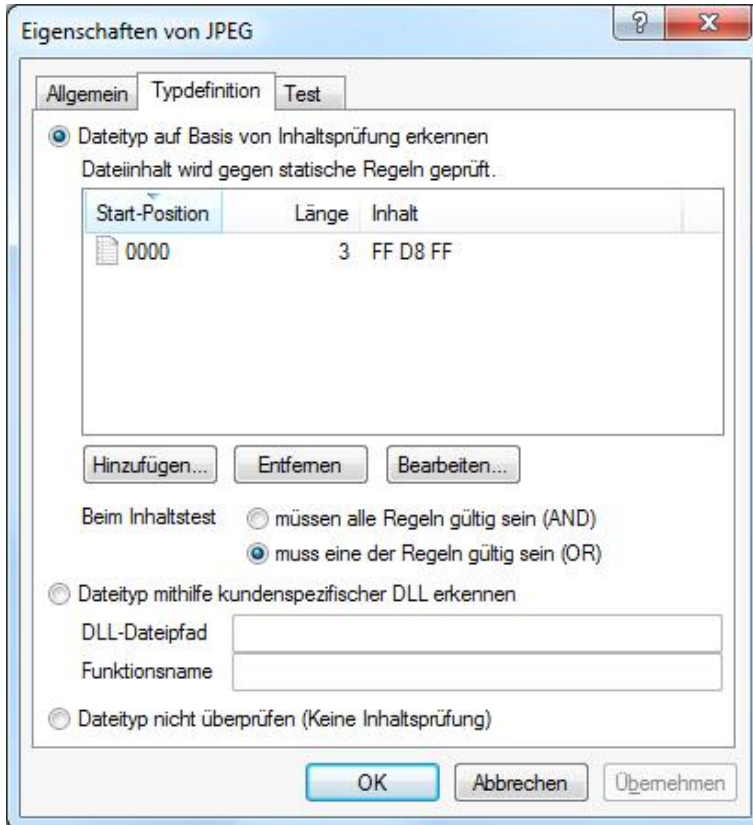 Eigenschaften von JPEG
?
Allgemein Typdefinition Test
Dateityp auf Basis von Inhaltsprüfung erkennen
Dateiinhalt wird gegen statische Regeln geprüft.
Start-Position Länge Inhalt
0000 3 FF D8 FF
Hinzufügen... Entfernen Bearbeiten...
Beim Inhaltstest müssen alle Regeln gültig sein (AND)
muss eine der Regeln gültig sein (OR)
Dateityp mithilfe kundenspezifischer DLL erkennen
DLL-Dateipfad
Funktionsname
Dateityp nicht überprüfen (Keine Inhaltsprüfung)
OK Abbrechen Übernehmen